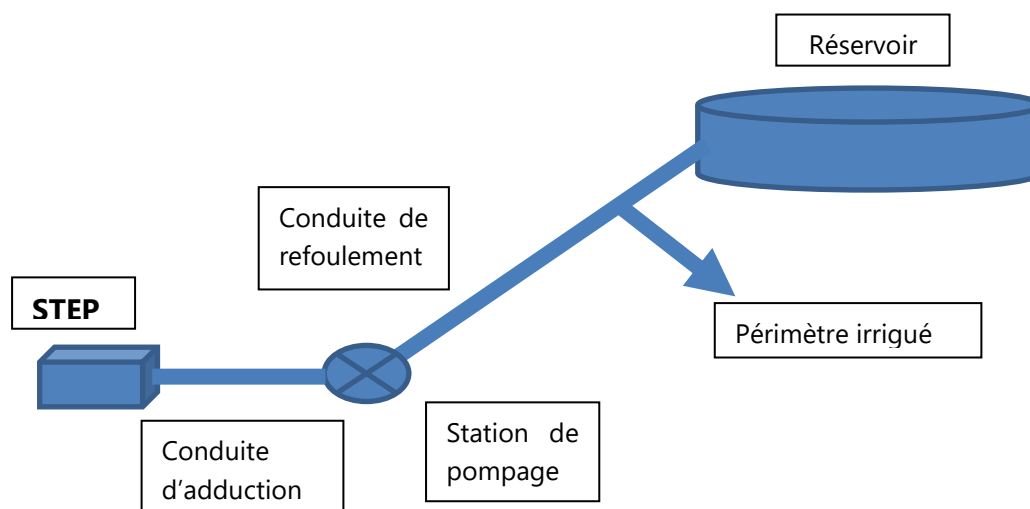 Réservoir
Conduite de
refoulement
STEP
Périmètre irrigué
Conduite
d'adduction
Station de
pompage